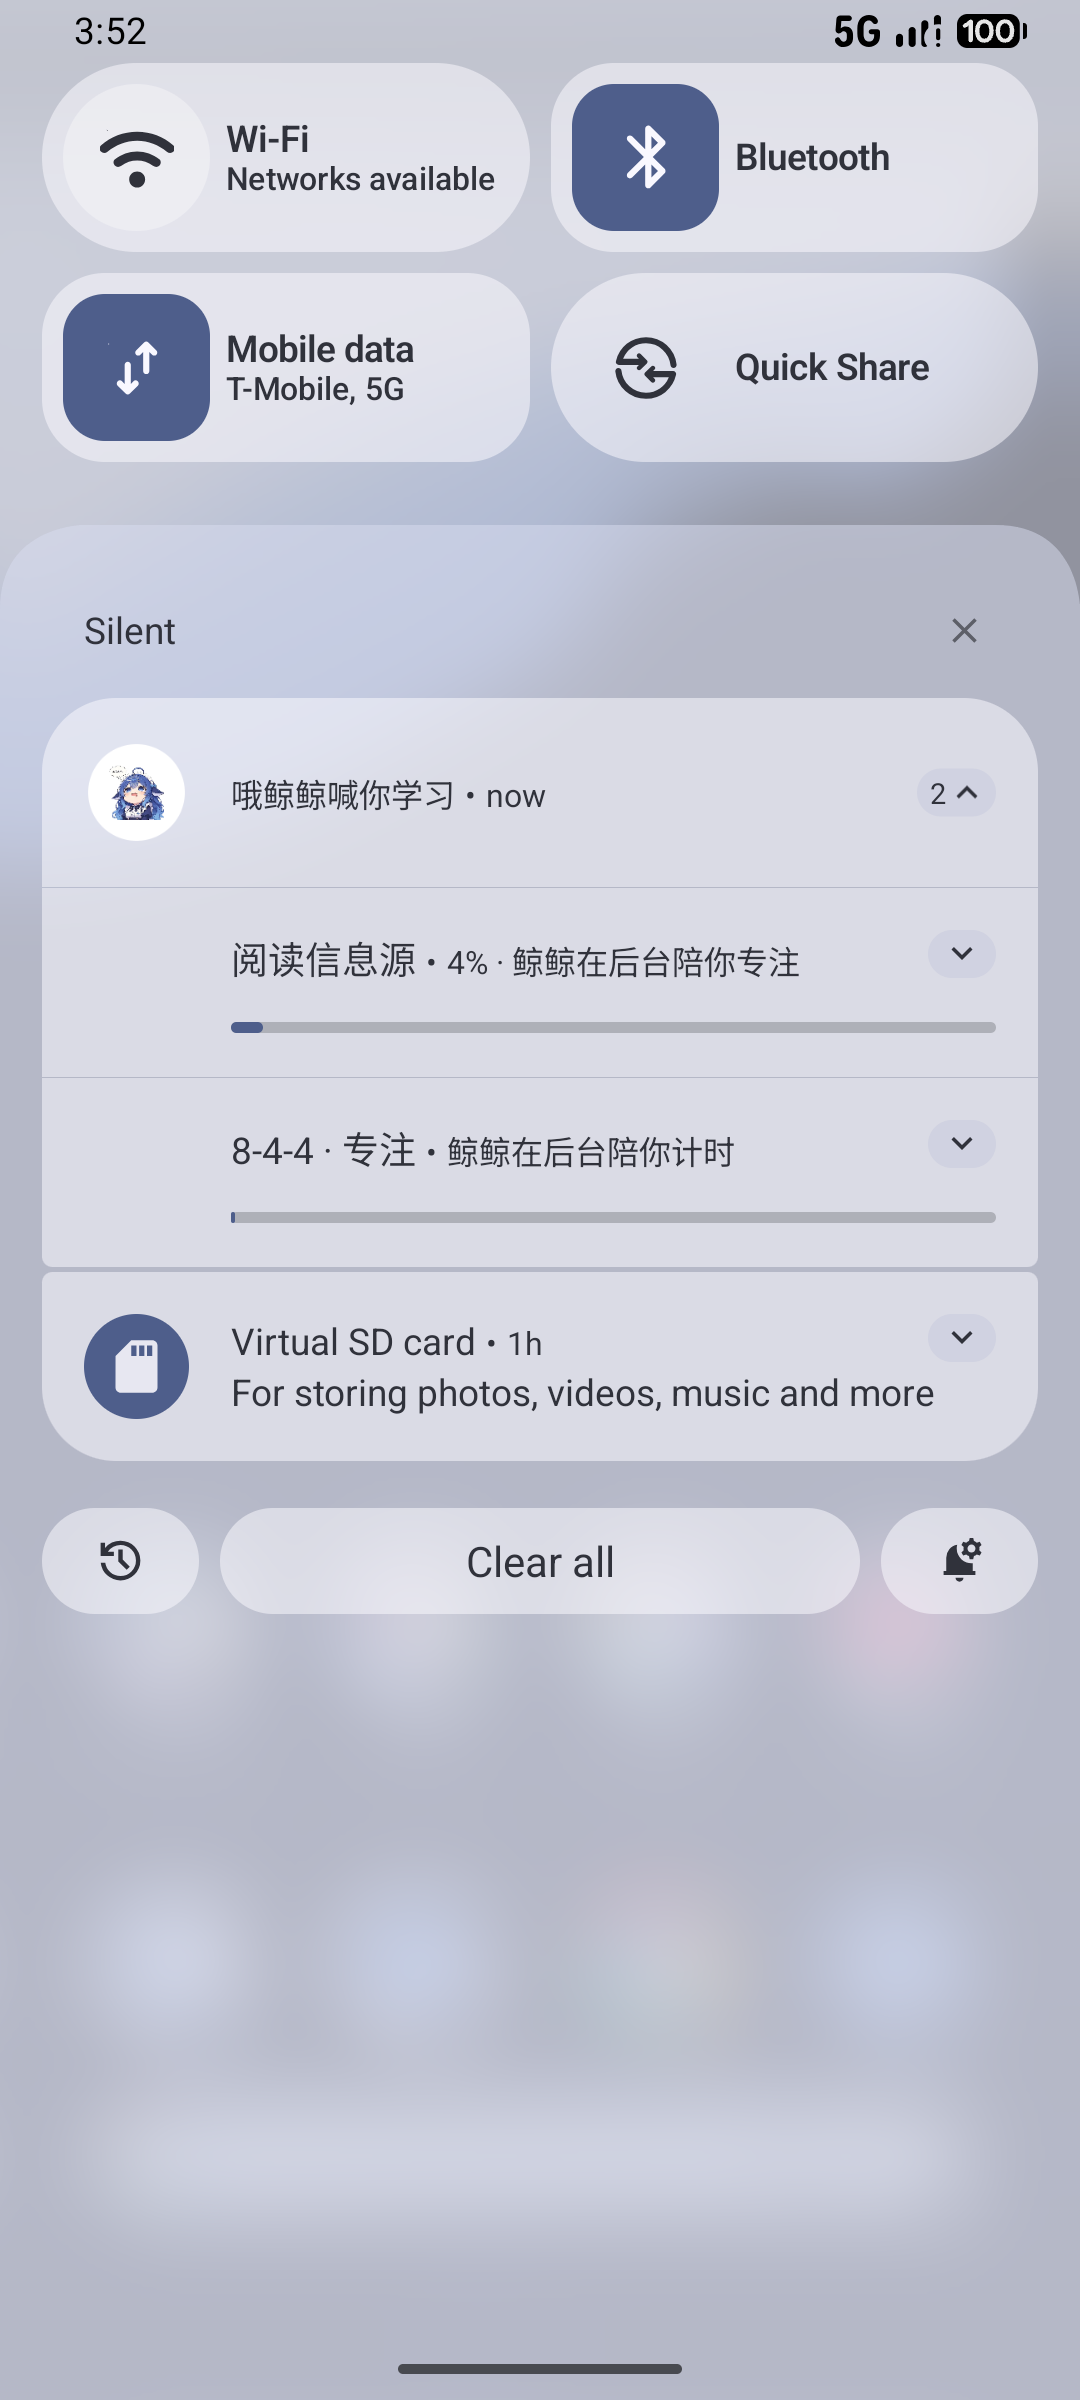 3:52
5G
100
Wi-Fi
Networks available
Bluetooth
Mobile data
T-Mobile, 5G
Quick Share
Silent
哦鲸鲸喊你学习 • now
2
阅读信息源 • 4% · 鲸鲸在后台陪你专注
8-4-4 · 专注 • 鲸鲸在后台陪你计时
Virtual SD card • 1h
For storing photos, videos, music and more
Clear all